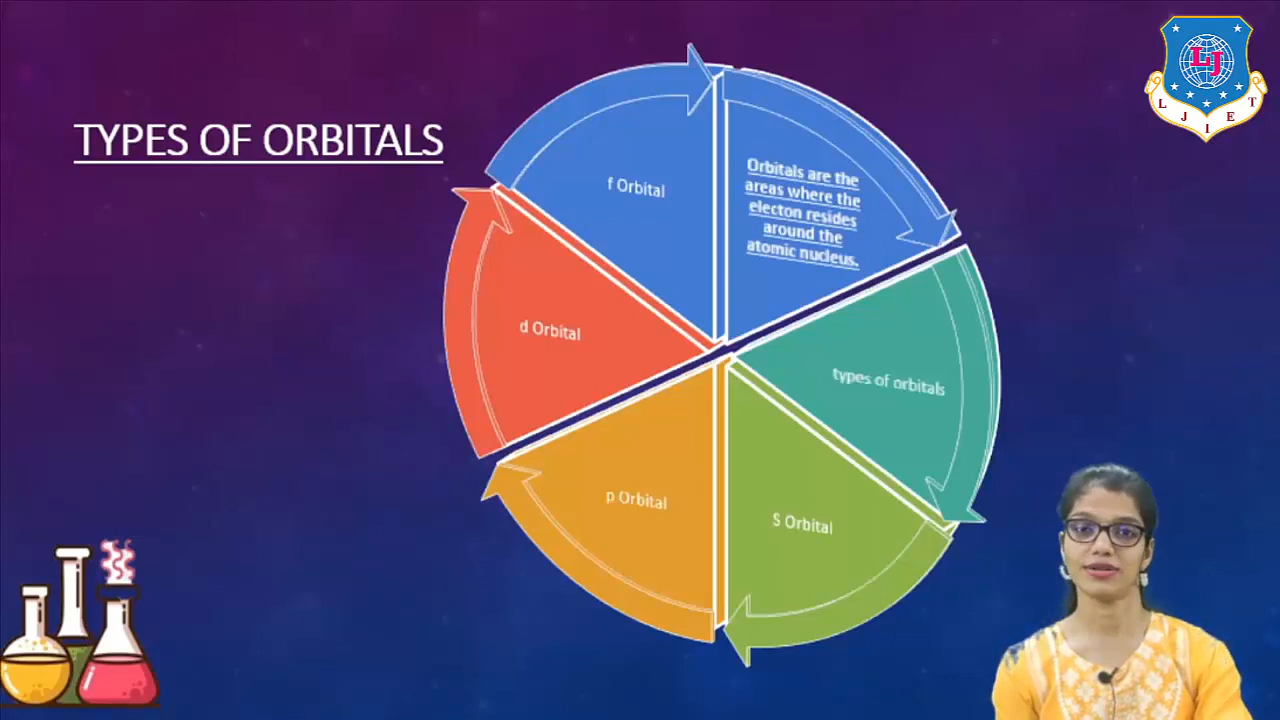 TYPES OF ORBITALS
Orbitals are the
areas where the
electon resides
around the
atomic nucleus.
types of orbitals
S Orbital
p Orbital
d Orbital
f Orbital
LJ
L J I E T